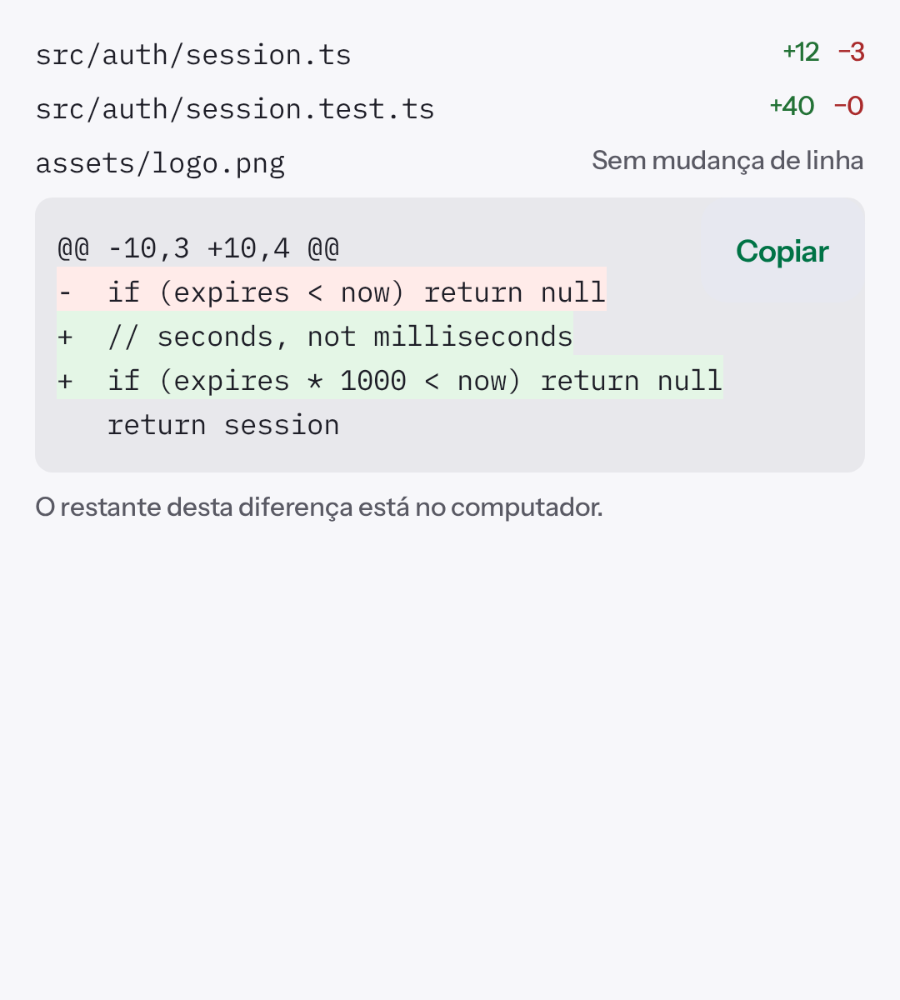 src/auth/session.ts +12 −3
src/auth/session.test.ts +40 −0
assets/logo.png Sem mudança de linha
@@ -10,3 +10,4 @@ Copiar
-  if (expires < now) return null
+  // seconds, not milliseconds
+  if (expires * 1000 < now) return null
   return session
O restante desta diferença está no computador.